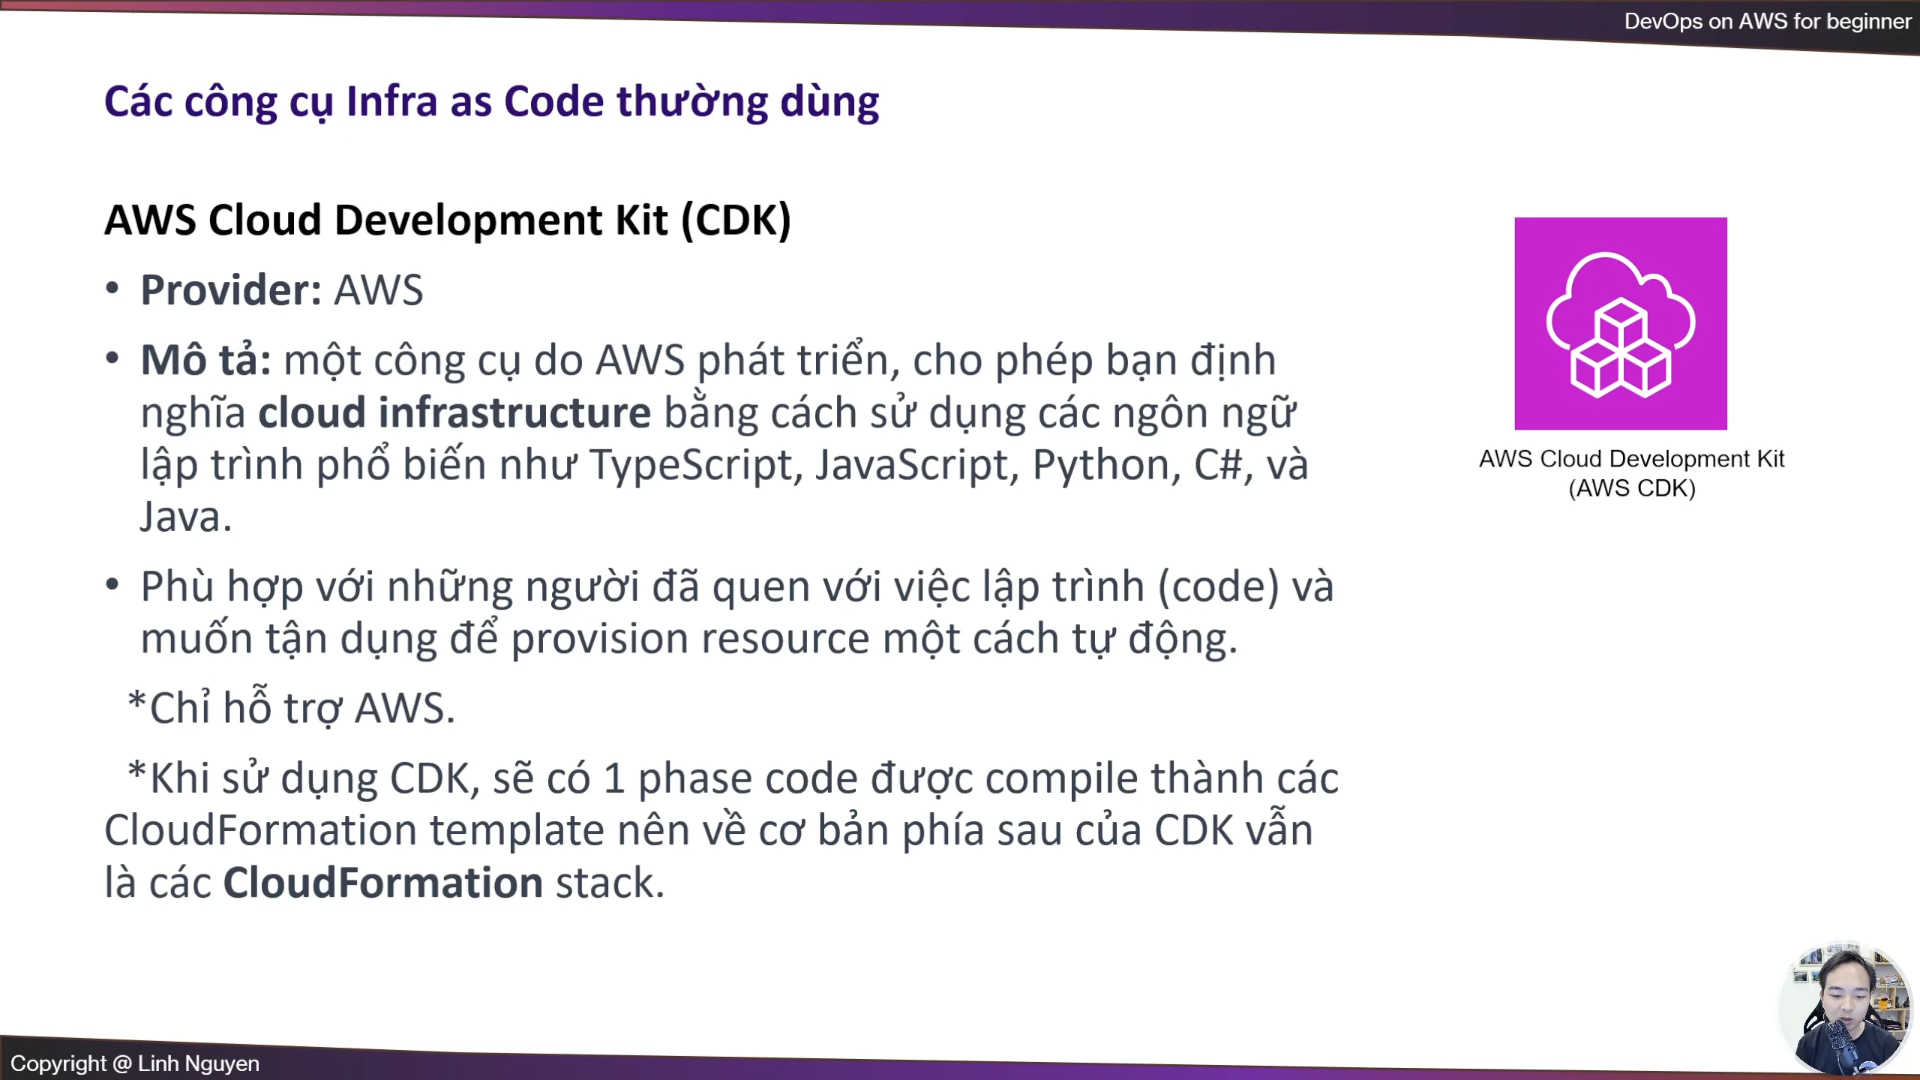 DevOps on AWS for beginner
Các công cụ Infra as Code thường dùng
AWS Cloud Development Kit (CDK)
• Provider: AWS
• Mô tả: một công cụ do AWS phát triển, cho phép bạn định
nghĩa cloud infrastructure bằng cách sử dụng các ngôn ngữ
lập trình phổ biến như TypeScript, JavaScript, Python, C#, và
Java.
• Phù hợp với những người đã quen với việc lập trình (code) và
muốn tận dụng để provision resource một cách tự động.
*Chỉ hỗ trợ AWS.
*Khi sử dụng CDK, sẽ có 1 phase code được compile thành các
CloudFormation template nên về cơ bản phía sau của CDK vẫn
là các CloudFormation stack.
AWS Cloud Development Kit
(AWS CDK)
Copyright @ Linh Nguyen